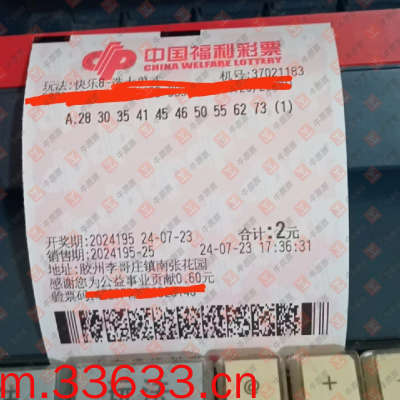 中国福利彩票
CHINA WELFARE LOTTERY
玩法:快乐8-选十单式 机号:37021183
A.28 30 35 41 45 46 50 55 62 73 (1)
开奖期:2024195 24-07-23 合计:2元
销售期:2024195-25 24-07-23 17:36:31
地址:胶州李哥庄镇南张花园
感谢您为公益事业贡献0.60元
验票码:
m.33633.cn